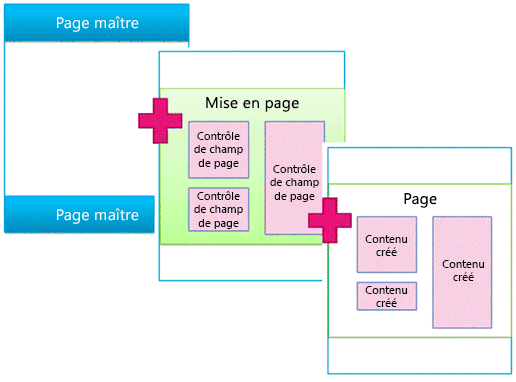 Page maître
Mise en page
Contrôle
de champ
de page
Contrôle
de champ
de page
Contrôle
de champ
de page
Page maître
Page
Contenu
créé
Contenu
créé
Contenu
créé